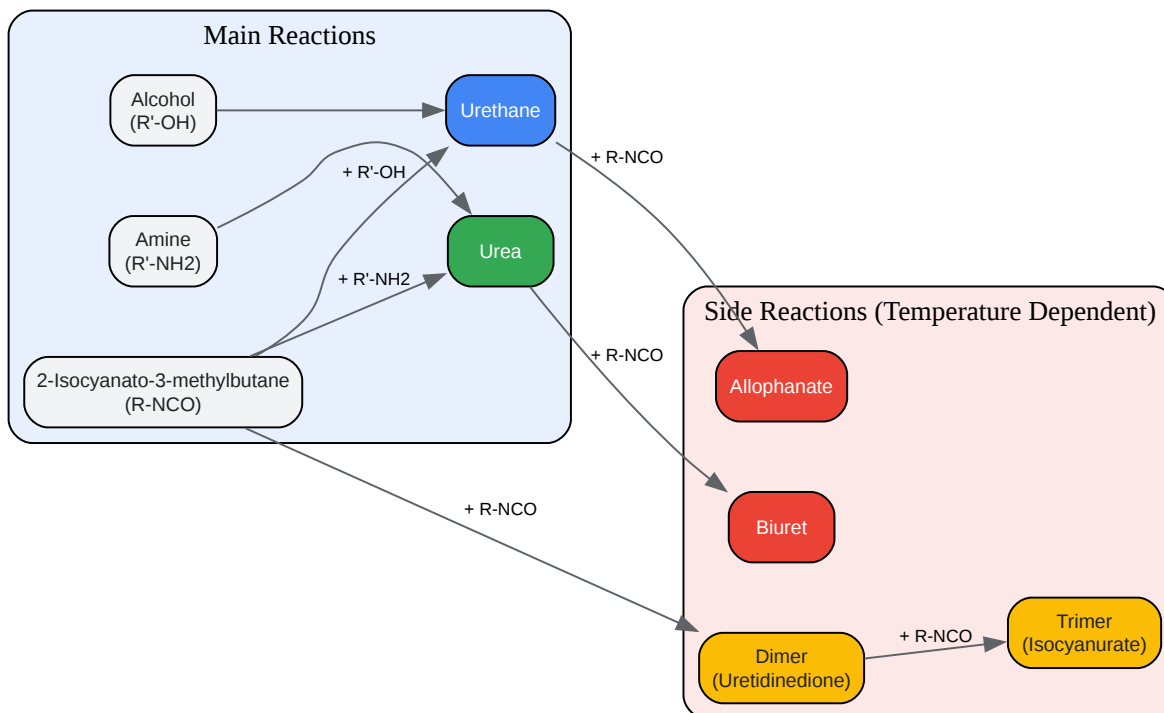 Main Reactions
Alcohol
(R'-OH)
Urethane
+ R-NCO
+ R'-OH
Amine
(R'-NH2)
Urea
+ R'-NH2
Side Reactions (Temperature Dependent)
+ R-NCO
2-Isocyanato-3-methylbutane
(R-NCO)
Allophanate
+ R-NCO
Biuret
Dimer
(Uretidinedione)
+ R-NCO
Trimer
(Isocyanurate)